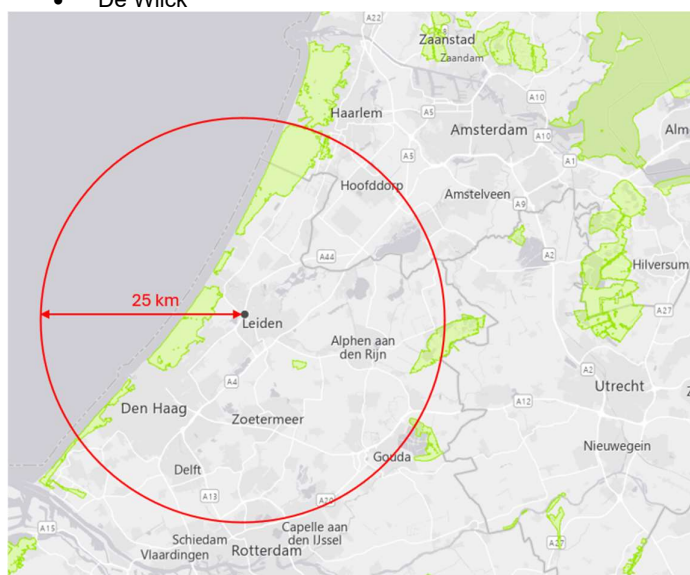 • De Wilck
A22
Zaanstad
Zaandam
A10
Haarlem
A5
Amsterdam
A10
Alm
A1
A5
Hoofddorp
Amstelveen
A9
A2
A44
Hilversum
25 km
Leiden
A27
Alphen aan
den Rijn
A4
A2
Utrecht
Den Haag
A12
Zoetermeer
Nieuwegein
Gouda
Delft
A13
A20
A15
Capelle aan
den IJssel
Schiedam
Vlaardingen
Rotterdam
A27